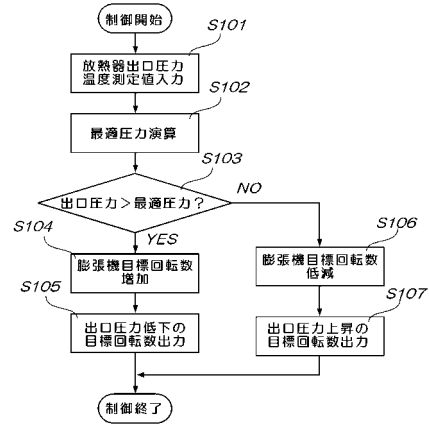 制御開始
S101
放熱器出口圧力
温度測定値入力
S102
最適圧力演算
S103
出口圧力>最適圧力?
NO
YES
S104
膨張機目標回転数
増加
S106
膨張機目標回転数
低減
S105
出口圧力低下の
目標回転数出力
S107
出口圧力上昇の
目標回転数出力
制御終了